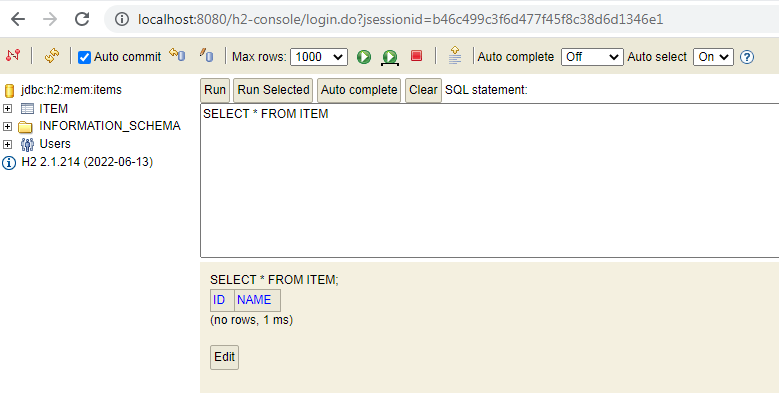 localhost:8080/h2-console/login.do?jsessionid=b46c499c3f6d477f45f8c38d6d1346e1
Auto commit Max rows: 1000 Auto complete Off Auto select On
jdbc:h2:mem:items
ITEM
INFORMATION_SCHEMA
Users
H2 2.1.214 (2022-06-13)
Run Run Selected Auto complete Clear SQL statement:
SELECT * FROM ITEM
SELECT * FROM ITEM;
ID NAME
(no rows, 1 ms)
Edit